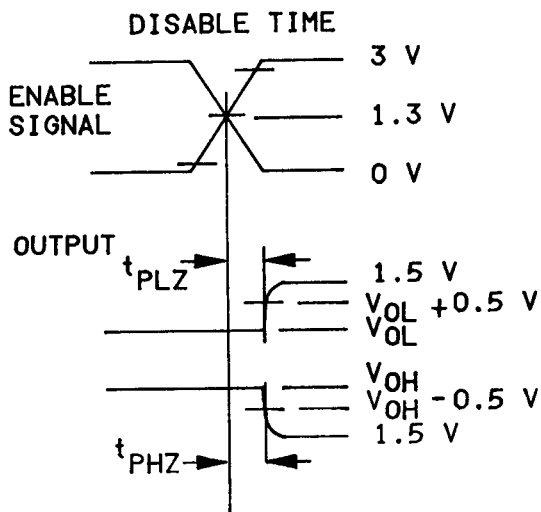 DISABLE TIME
3 V
ENABLE
SIGNAL
1.3 V
0 V
OUTPUT
tPLZ
1.5 V
VOL + 0.5 V
VOL
VOH
VOH - 0.5 V
1.5 V
tPHZ